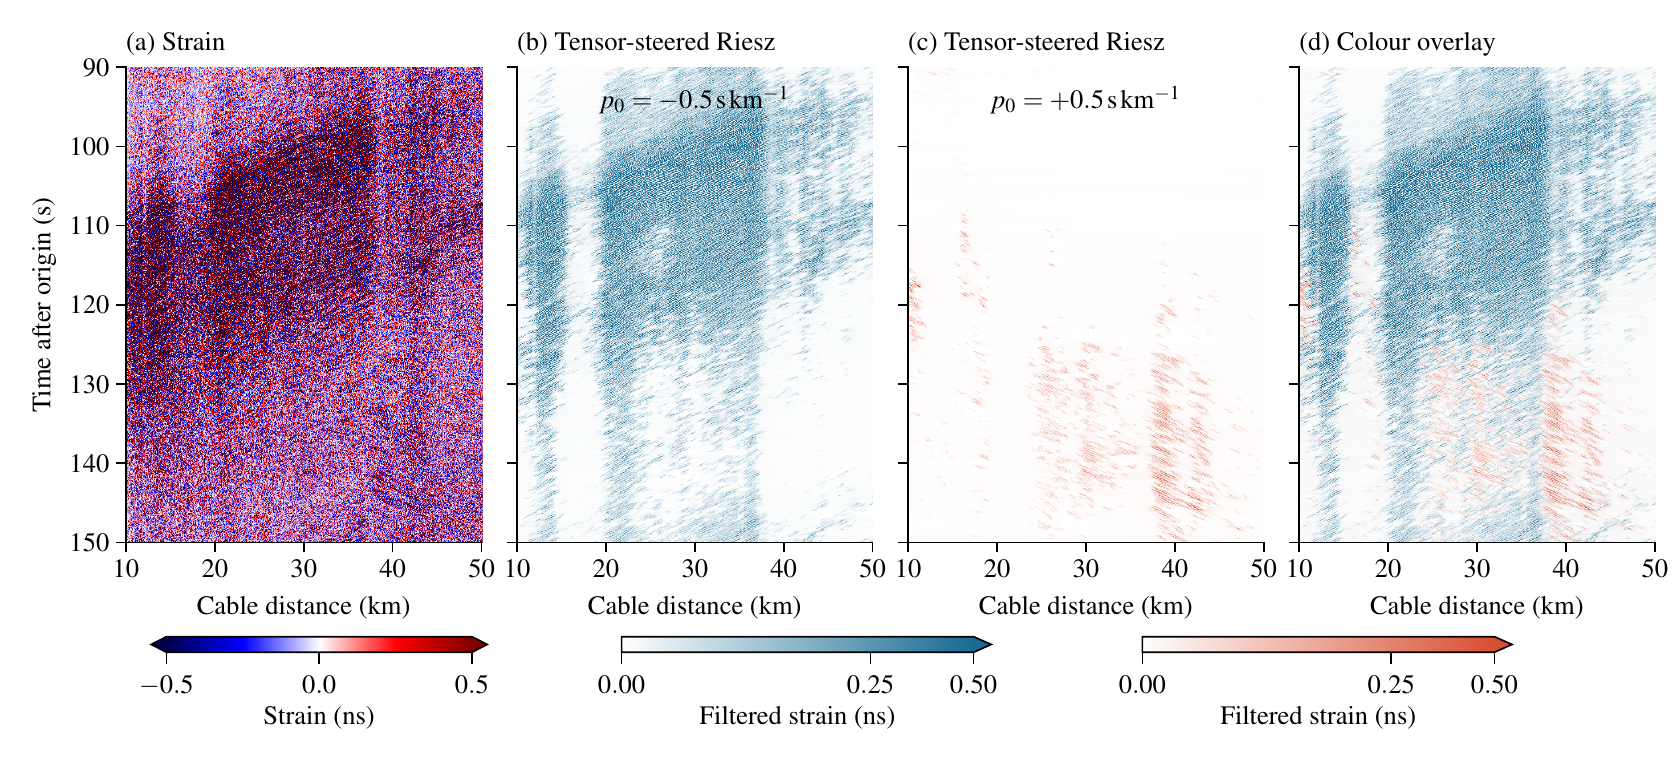 (a) Strain
(b) Tensor-steered Riesz
(c) Tensor-steered Riesz
(d) Colour overlay
p₀ = −0.5 s km⁻¹
p₀ = +0.5 s km⁻¹
Time after origin (s)
90
100
110
120
130
140
150
10 20 30 40 50
10 20 30 40 50
10 20 30 40 50
10 20 30 40 50
Cable distance (km)
Cable distance (km)
Cable distance (km)
Cable distance (km)
−0.5 0.0 0.5
Strain (ns)
0.00 0.25 0.50
Filtered strain (ns)
0.00 0.25 0.50
Filtered strain (ns)